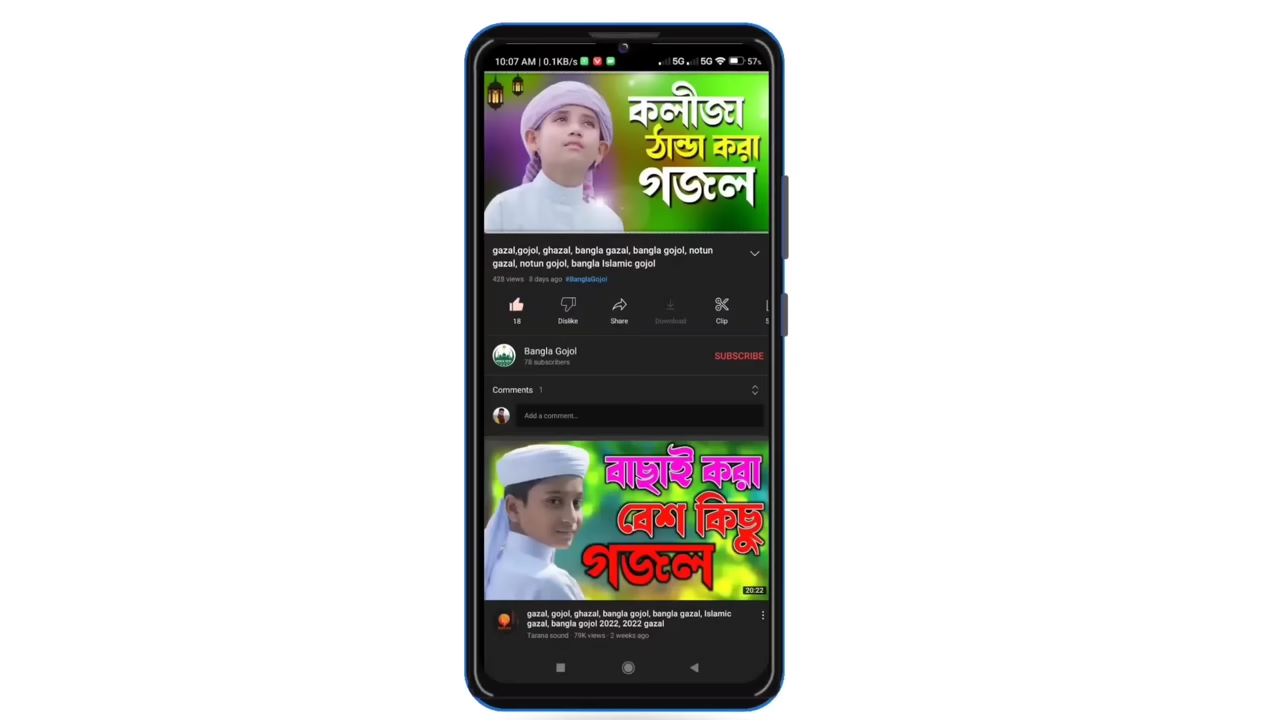 10:07 AM | 0.1KB/s 5G 5G 57%
কলীজা
ঠান্ডা করা
গজল
gazal,gojol, ghazal, bangla gazal, bangla gojol, notun
gazal, notun gojol, bangla Islamic gojol
428 views 8 days ago #BanglaGojol
18 Dislike Share Download Clip
Bangla Gojol
78 subscribers
SUBSCRIBE
Comments 1
Add a comment...
বাছাই করা
বেশ কিছু
গজল
20:22
gazal, gojol, ghazal, bangla gojol, bangla gazal, Islamic
gazal, bangla gojol 2022, 2022 gazal
Tarana sound · 79K views · 2 weeks ago